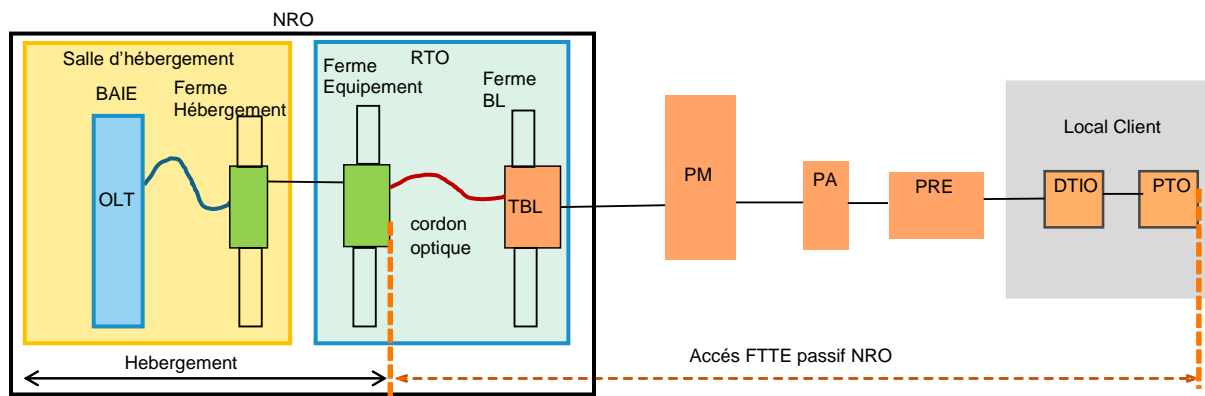 NRO
Salle d'hébergement
RTO
BAIE
Ferme
Hébergement
Ferme
Equipement
Ferme
BL
OLT
cordon
optique
TBL
PM
PA
PRE
Local Client
DTIO
PTO
Hebergement
Accés FTTE passif NRO